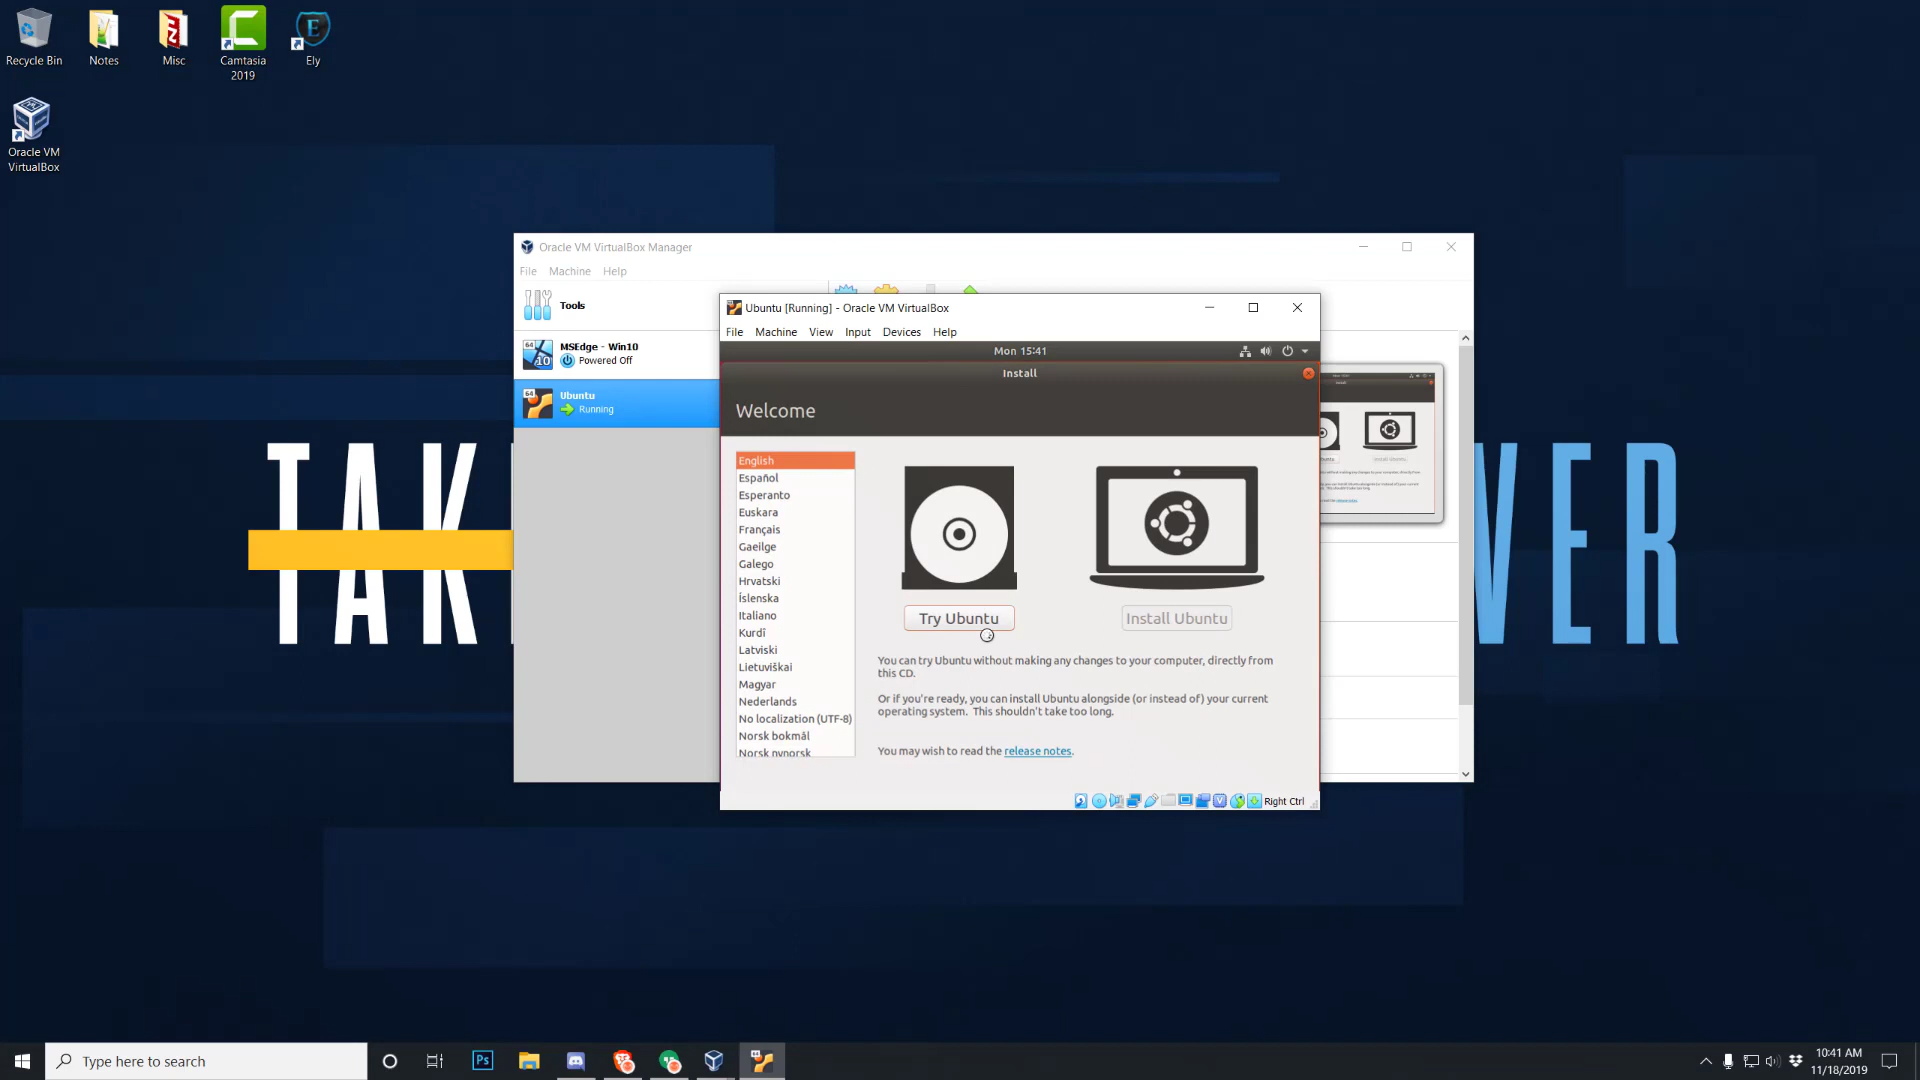 Recycle Bin
Notes
Misc
Camtasia
2019
Ely
Oracle VM
VirtualBox
TAK
VER
Oracle VM VirtualBox Manager
File Machine Help
Tools
64
MSEdge - Win10
10
Powered Off
64
Ubuntu
Running
Ubuntu [Running] - Oracle VM VirtualBox
File Machine View Input Devices Help
Mon 15:41
Install
Welcome
English
Español
Esperanto
Euskara
Français
Gaeilge
Galego
Hrvatski
Íslenska
Italiano
Kurdî
Latviski
Lietuviškai
Magyar
Nederlands
No localization (UTF-8)
Norsk bokmål
Norsk nynorsk
Try Ubuntu
Install Ubuntu
You can try Ubuntu without making any changes to your computer, directly from
this CD.
Or if you're ready, you can install Ubuntu alongside (or instead of) your current
operating system. This shouldn't take too long.
You may wish to read the release notes.
Right Ctrl
Type here to search
Ps
10:41 AM
11/18/2019